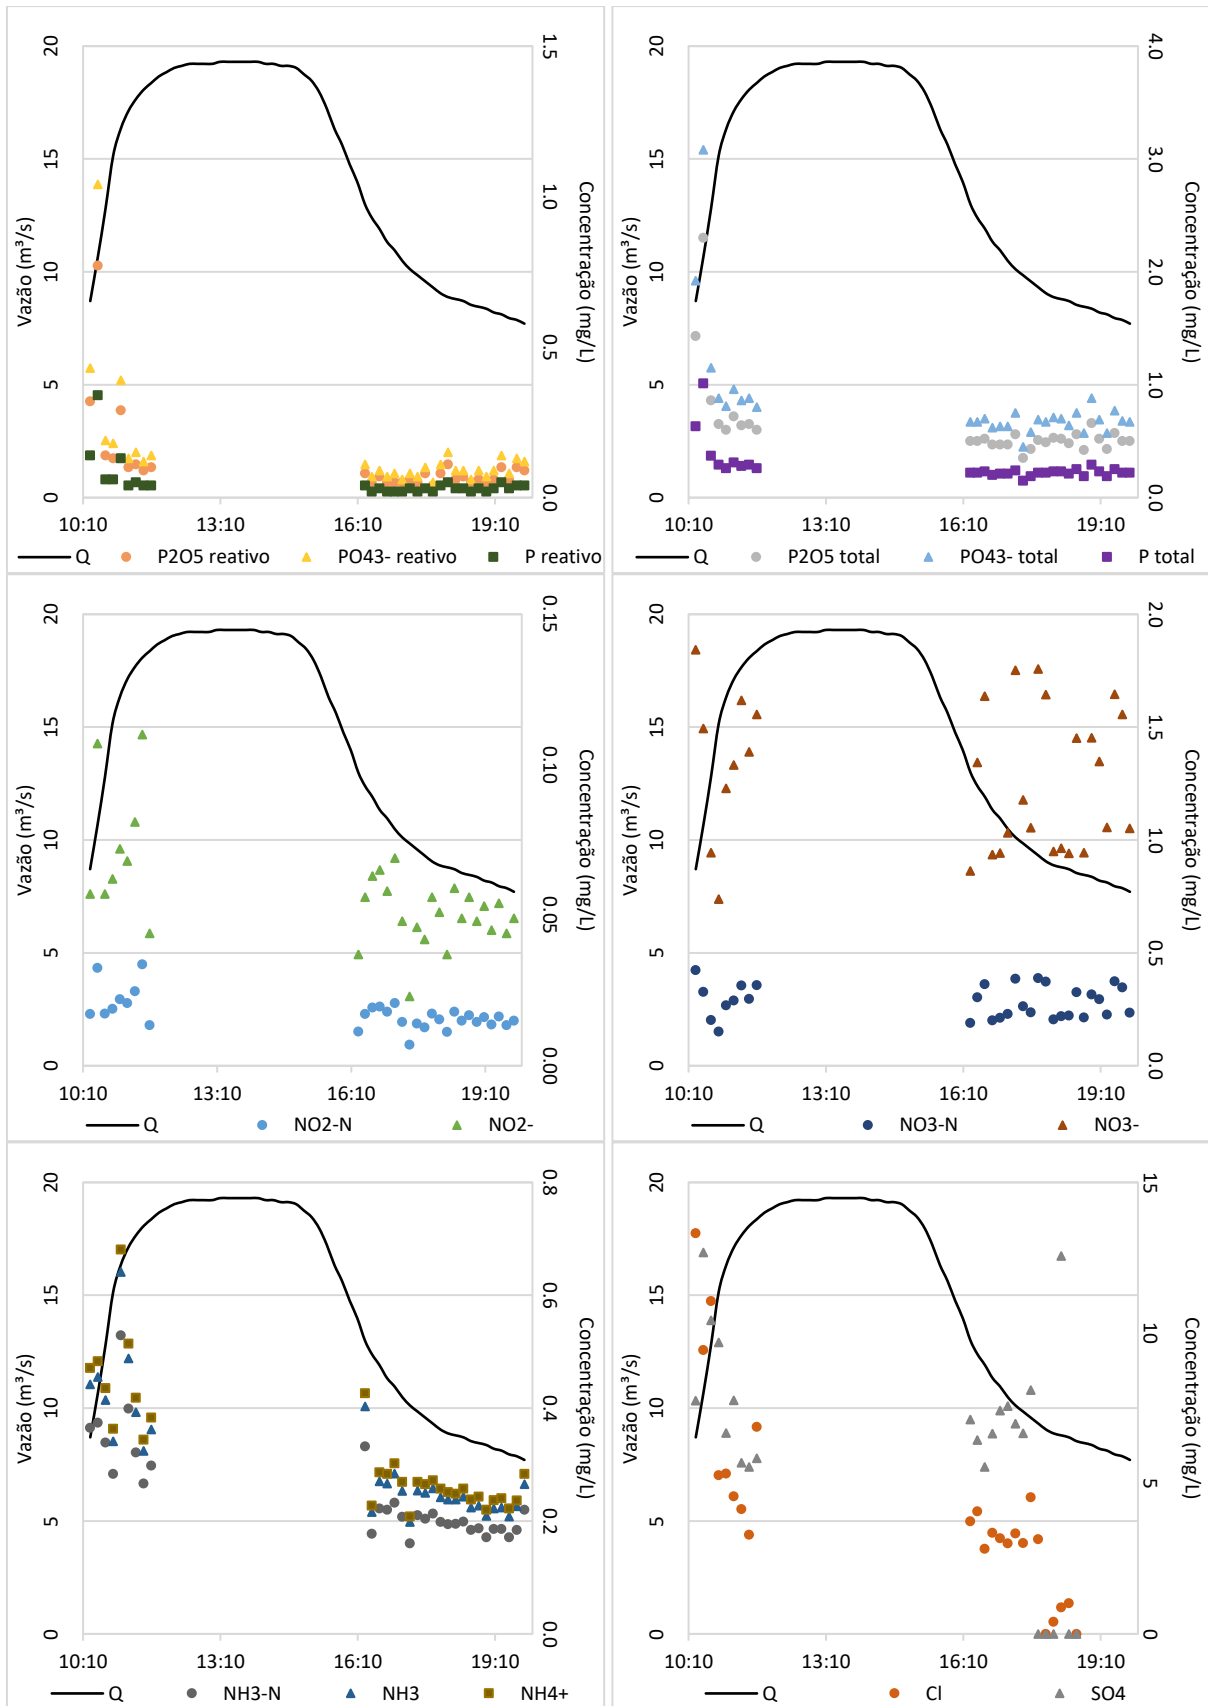 20
15
10
5
0
Vazão (m³/s)
1.5
1.0
0.5
0.0
Concentração (mg/L)
10:10 13:10 16:10 19:10
Q P2O5 reativo PO43- reativo P reativo
20
15
10
5
0
Vazão (m³/s)
4.0
3.0
2.0
1.0
0.0
Concentração (mg/L)
10:10 13:10 16:10 19:10
Q P2O5 total PO43- total P total
20
15
10
5
0
Vazão (m³/s)
0.15
0.10
0.05
0.00
Concentração (mg/L)
10:10 13:10 16:10 19:10
Q NO2-N NO2-
20
15
10
5
0
Vazão (m³/s)
2.0
1.5
1.0
0.5
0.0
Concentração (mg/L)
10:10 13:10 16:10 19:10
Q NO3-N NO3-
20
15
10
5
0
Vazão (m³/s)
0.8
0.6
0.4
0.2
0.0
Concentração (mg/L)
10:10 13:10 16:10 19:10
Q NH3-N NH3 NH4+
20
15
10
5
0
Vazão (m³/s)
15
10
5
0
Concentração (mg/L)
10:10 13:10 16:10 19:10
Q Cl SO4